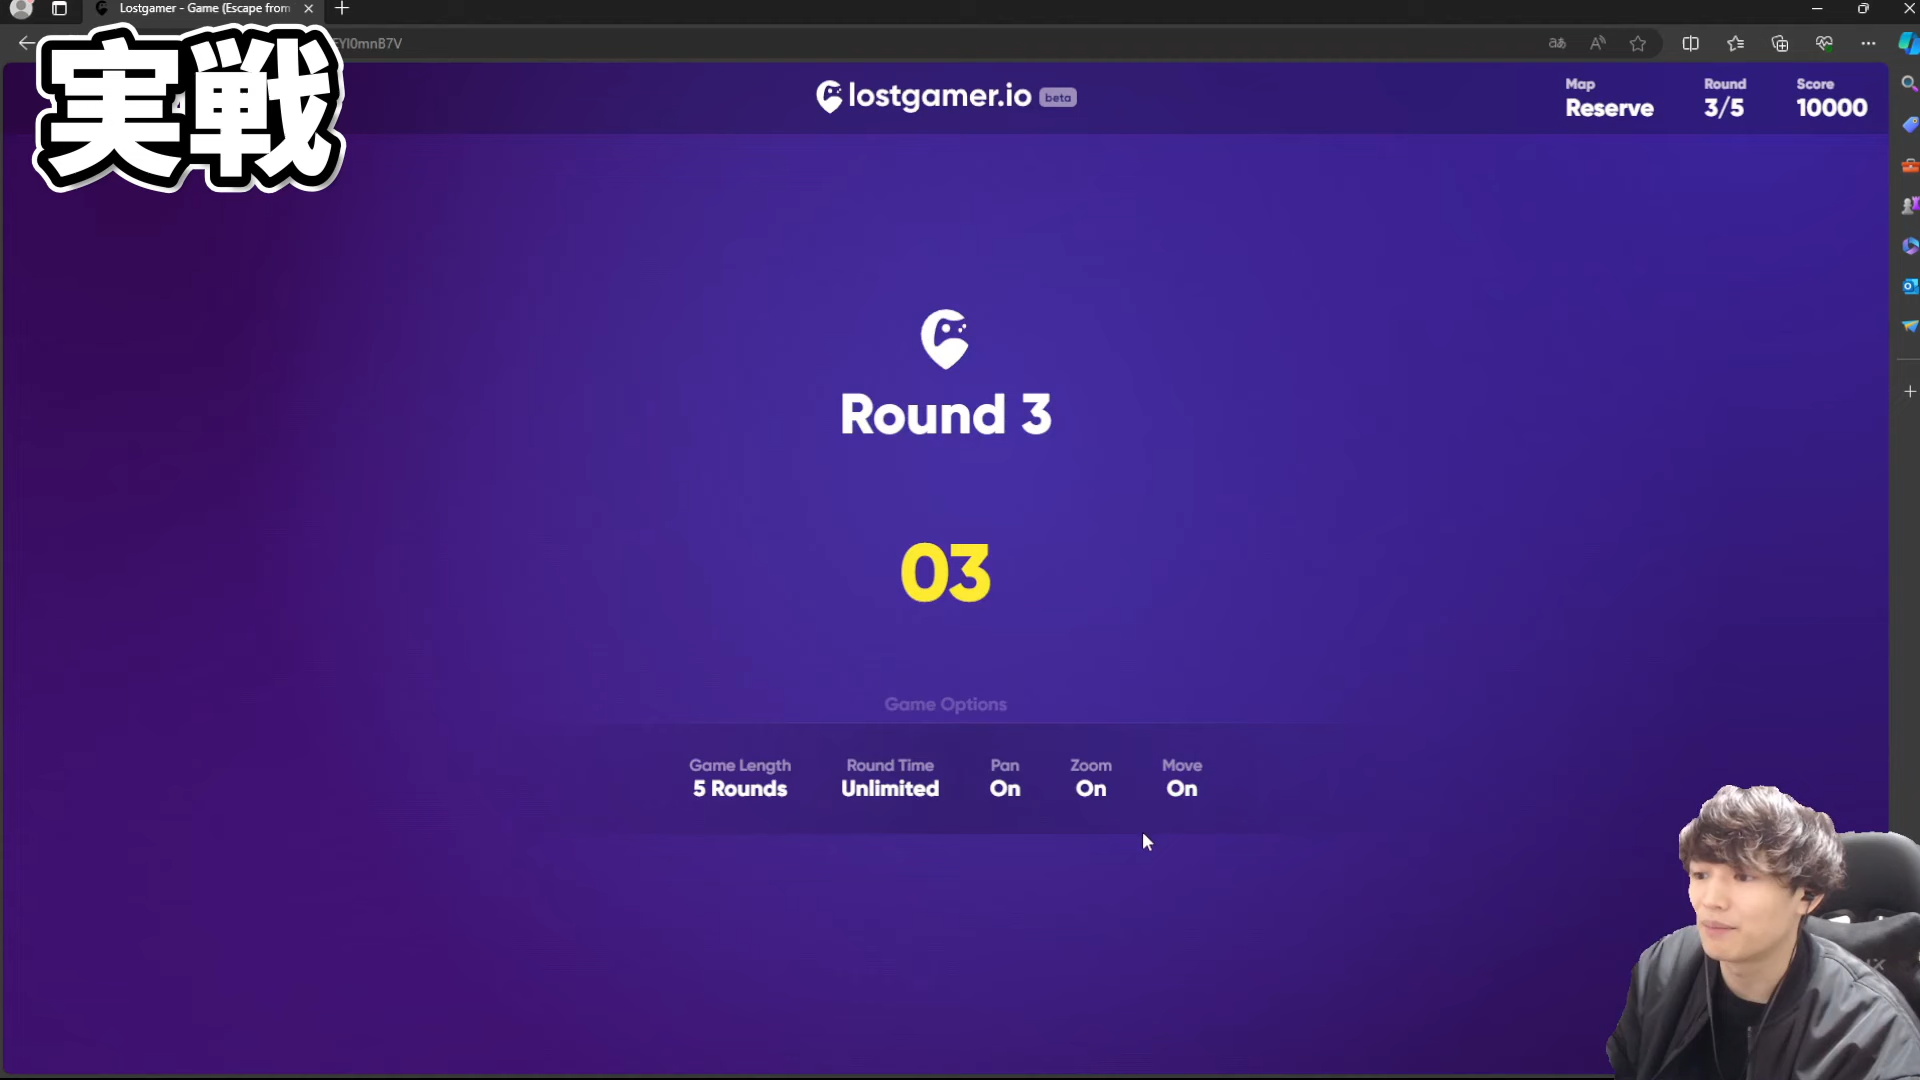 Lostgamer - Game (Escape from
EYI0mnB7V
実戦
lostgamer.io beta
Map
Reserve
Round
3/5
Score
10000
Round 3
03
Game Options
Game Length
5 Rounds
Round Time
Unlimited
Pan
On
Zoom
On
Move
On